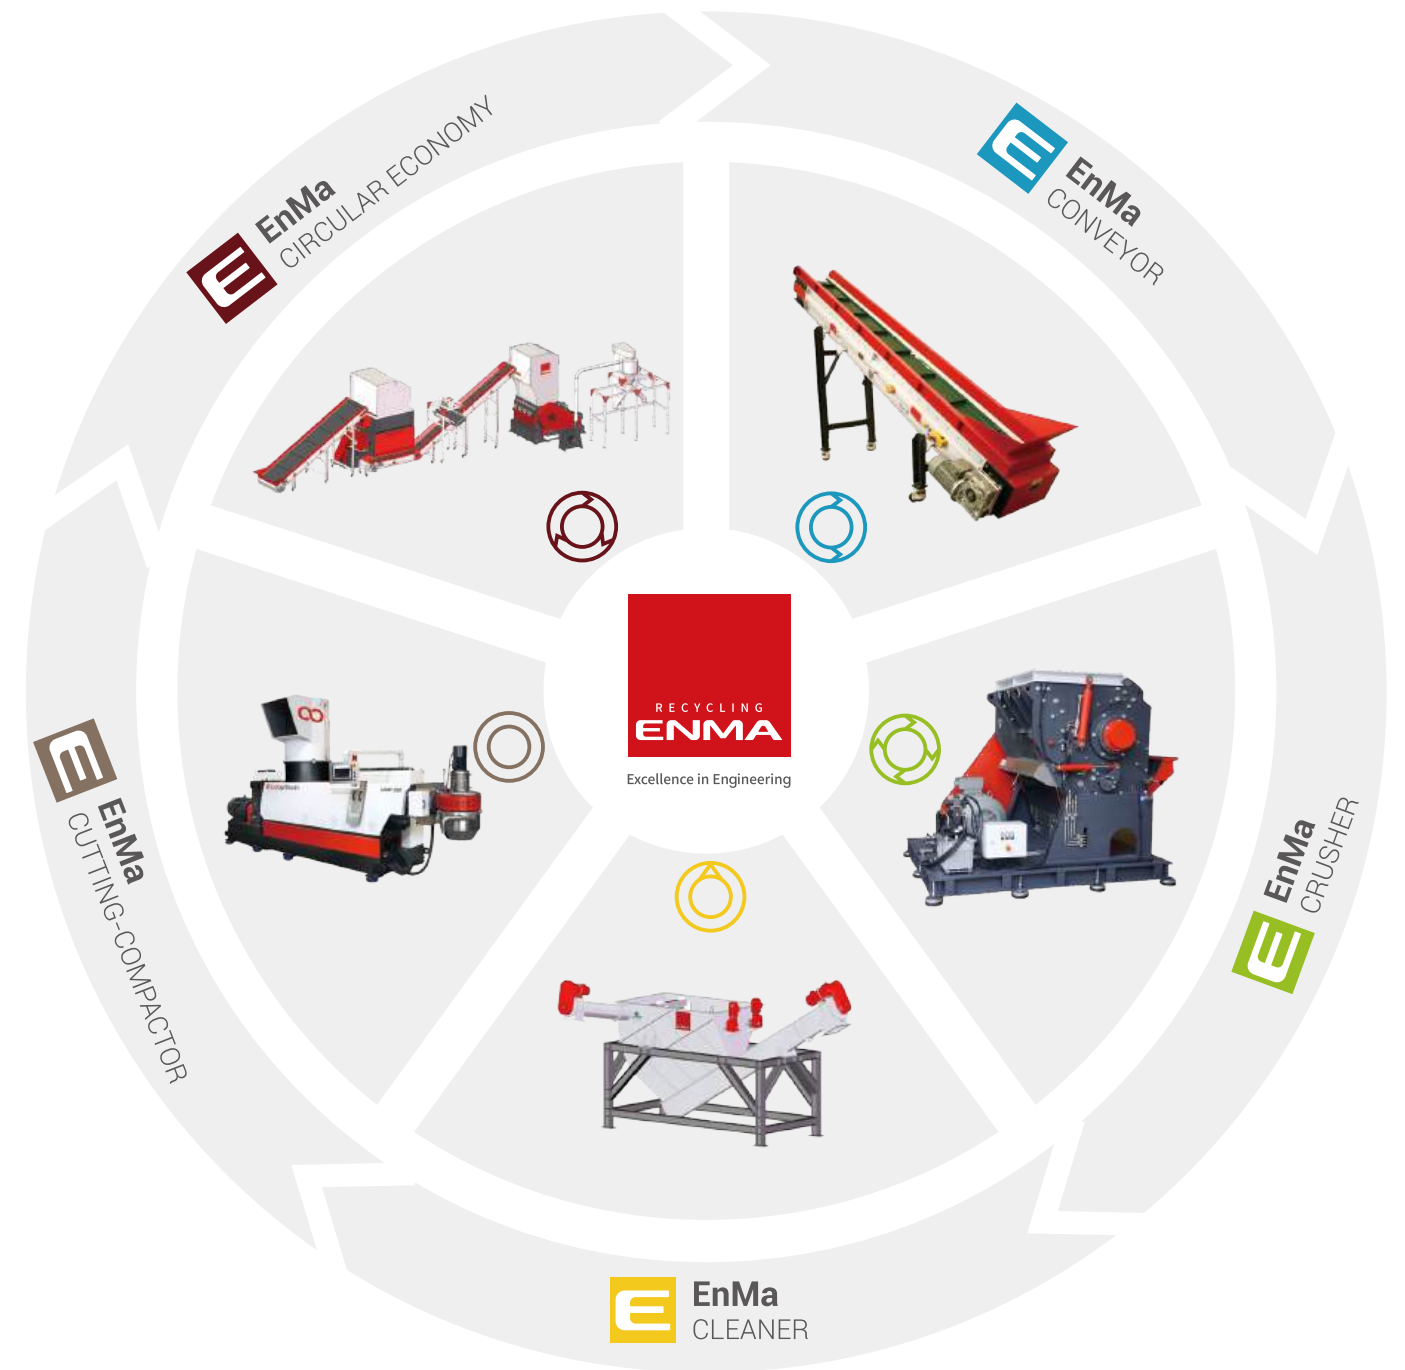 EnMa
CIRCULAR ECONOMY
EnMa
CONVEYOR
EnMa
CRUSHER
EnMa
CLEANER
EnMa
CUTTING-COMPACTOR
RECYCLING
ENMA
Excellence in Engineering